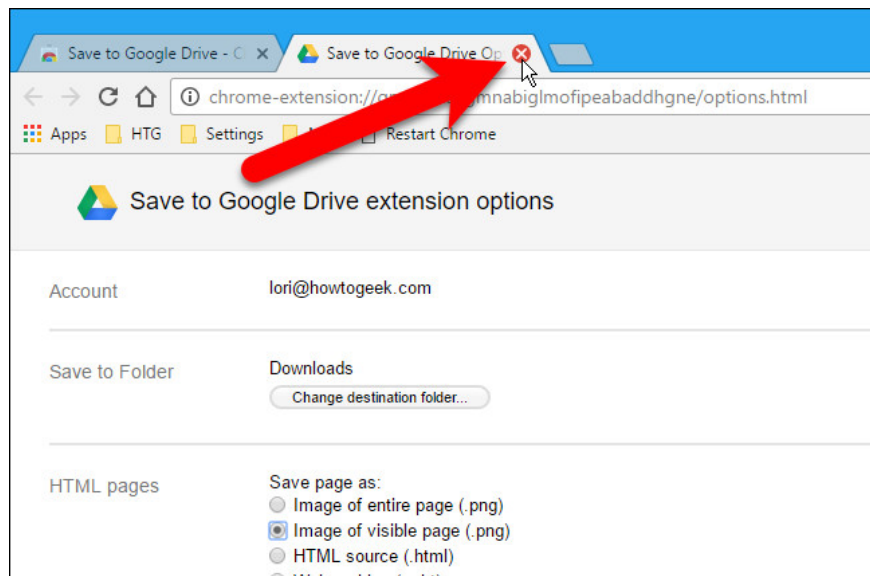 Save to Google Drive - C
Save to Google Drive Op
chrome-extension://g mnabiglmofipeabaddhgne/options.html
Apps HTG Settings Restart Chrome
Save to Google Drive extension options
Account lori@howtogeek.com
Save to Folder Downloads
Change destination folder...
HTML pages Save page as:
Image of entire page (.png)
Image of visible page (.png)
HTML source (.html)